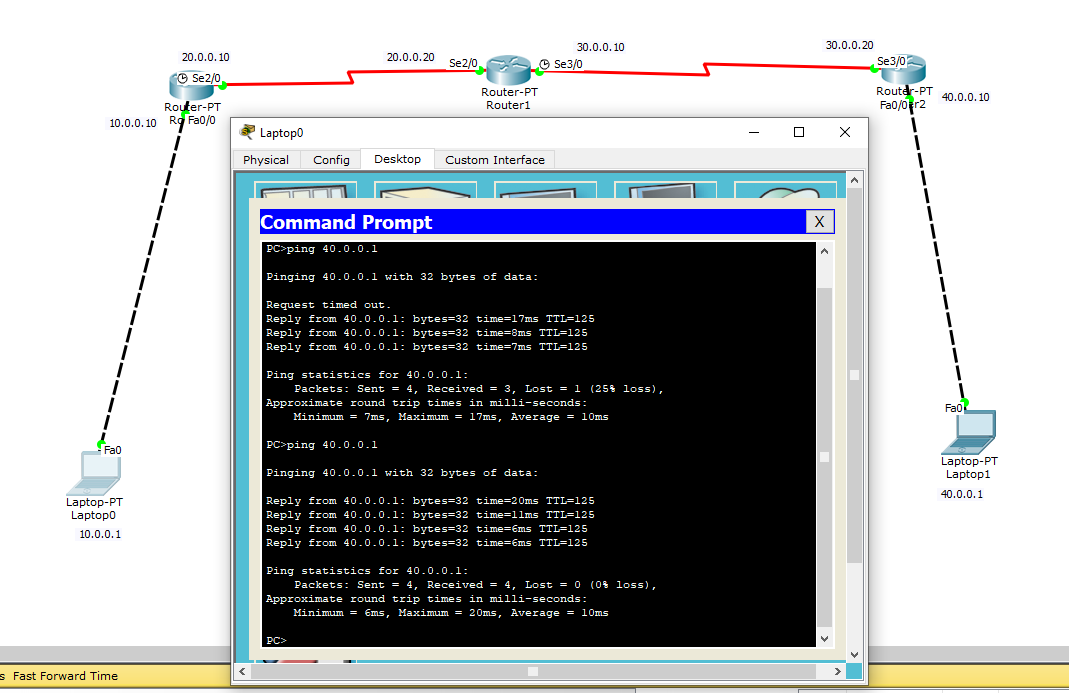 20.0.0.10
20.0.0.20
30.0.0.10
30.0.0.20
Se2/0
Se2/0
Se3/0
Se3/0
Router-PT
Fa0/0
10.0.0.10
Router-PT
Router1
Router-PT
Fa0/0er2
40.0.0.10
Laptop0
Physical
Config
Desktop
Custom Interface
Command Prompt
X
PC>ping 40.0.0.1
Pinging 40.0.0.1 with 32 bytes of data:
Request timed out.
Reply from 40.0.0.1: bytes=32 time=17ms TTL=125
Reply from 40.0.0.1: bytes=32 time=8ms TTL=125
Reply from 40.0.0.1: bytes=32 time=7ms TTL=125
Ping statistics for 40.0.0.1:
Packets: Sent = 4, Received = 3, Lost = 1 (25% loss),
Approximate round trip times in milli-seconds:
Minimum = 7ms, Maximum = 17ms, Average = 10ms
PC>ping 40.0.0.1
Pinging 40.0.0.1 with 32 bytes of data:
Reply from 40.0.0.1: bytes=32 time=20ms TTL=125
Reply from 40.0.0.1: bytes=32 time=11ms TTL=125
Reply from 40.0.0.1: bytes=32 time=6ms TTL=125
Reply from 40.0.0.1: bytes=32 time=6ms TTL=125
Ping statistics for 40.0.0.1:
Packets: Sent = 4, Received = 4, Lost = 0 (0% loss),
Approximate round trip times in milli-seconds:
Minimum = 6ms, Maximum = 20ms, Average = 10ms
PC>
Fa0
Laptop-PT
Laptop0
10.0.0.1
Fa0
Laptop-PT
Laptop1
40.0.0.1
s Fast Forward Time